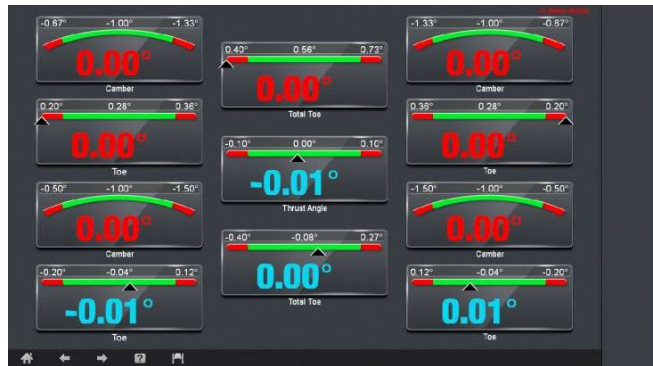 -0.67° -1.00° -1.33°
0.00°
Camber
0.40° 0.56° 0.73°
0.00°
Total Toe
-1.33° -1.00° -0.67°
0.00°
Camber
0.20° 0.28° 0.36°
0.00°
Toe
-0.10° 0.00° 0.10°
-0.01°
Thrust Angle
0.36° 0.28° 0.20°
0.00°
Toe
-0.50° -1.00° -1.50°
0.00°
Camber
-0.40° -0.08° 0.27°
0.00°
Total Toe
-1.50° -1.00° -0.50°
0.00°
Camber
-0.20° -0.04° 0.12°
-0.01°
Toe
0.12° -0.04° -0.20°
0.01°
Toe
?